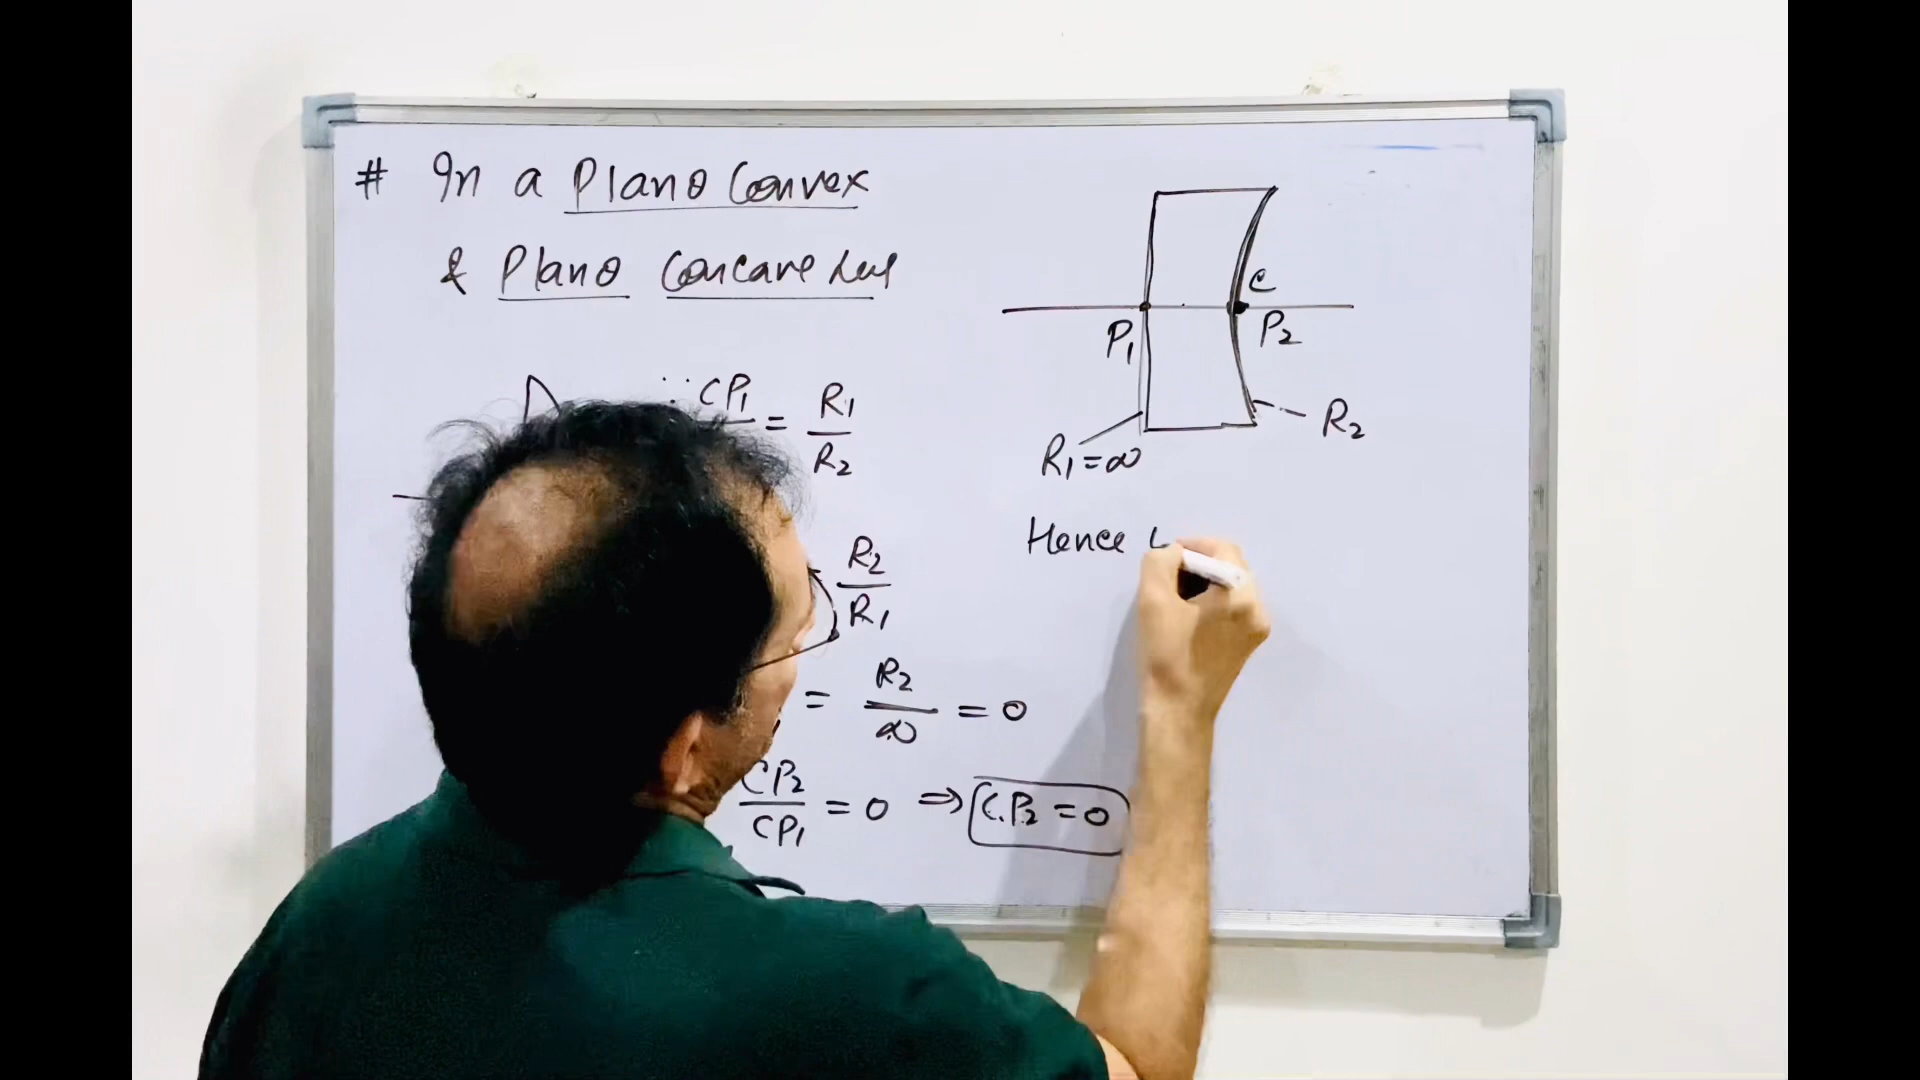 # In a Plano Convex
& Plano Concave Lens
∵ CP1 = R1
R2
R2
R1
= R2 / ∞ = 0
CP2 / CP1 = 0 ⇒ C.P2 = 0
C
P1
P2
R1 = ∞
R2
Hence